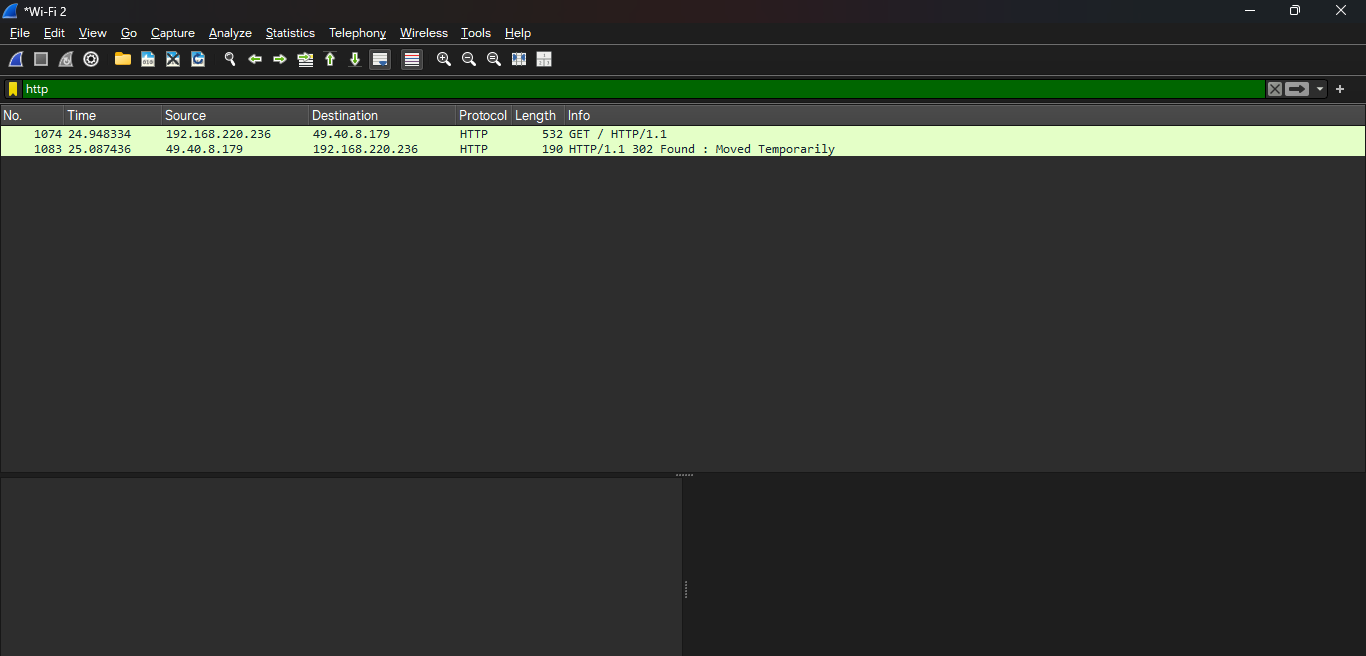 *Wi-Fi 2
File Edit View Go Capture Analyze Statistics Telephony Wireless Tools Help
http
No. Time Source Destination Protocol Length Info
1074 24.948334 192.168.220.236 49.40.8.179 HTTP 532 GET / HTTP/1.1
1083 25.087436 49.40.8.179 192.168.220.236 HTTP 190 HTTP/1.1 302 Found : Moved Temporarily